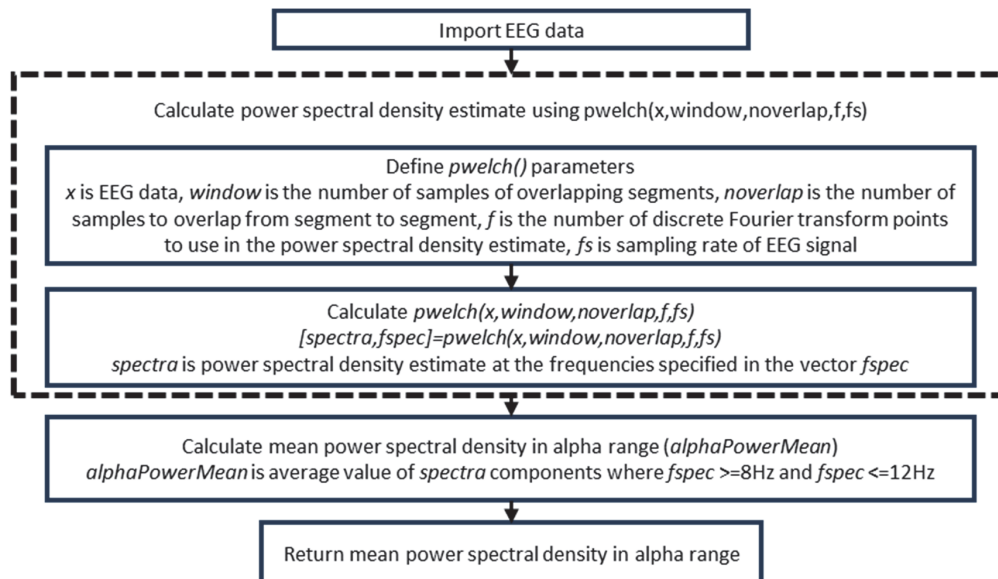 Import EEG data
Calculate power spectral density estimate using pwelch(x,window,noverlap,f,fs)
Define pwelch() parameters
x is EEG data, window is the number of samples of overlapping segments, noverlap is the number of
samples to overlap from segment to segment, f is the number of discrete Fourier transform points
to use in the power spectral density estimate, fs is sampling rate of EEG signal
Calculate pwelch(x,window,noverlap,f,fs)
[spectra,fspec]=pwelch(x,window,noverlap,f,fs)
spectra is power spectral density estimate at the frequencies specified in the vector fspec
Calculate mean power spectral density in alpha range (alphaPowerMean)
alphaPowerMean is average value of spectra components where fspec >=8Hz and fspec <=12Hz
Return mean power spectral density in alpha range